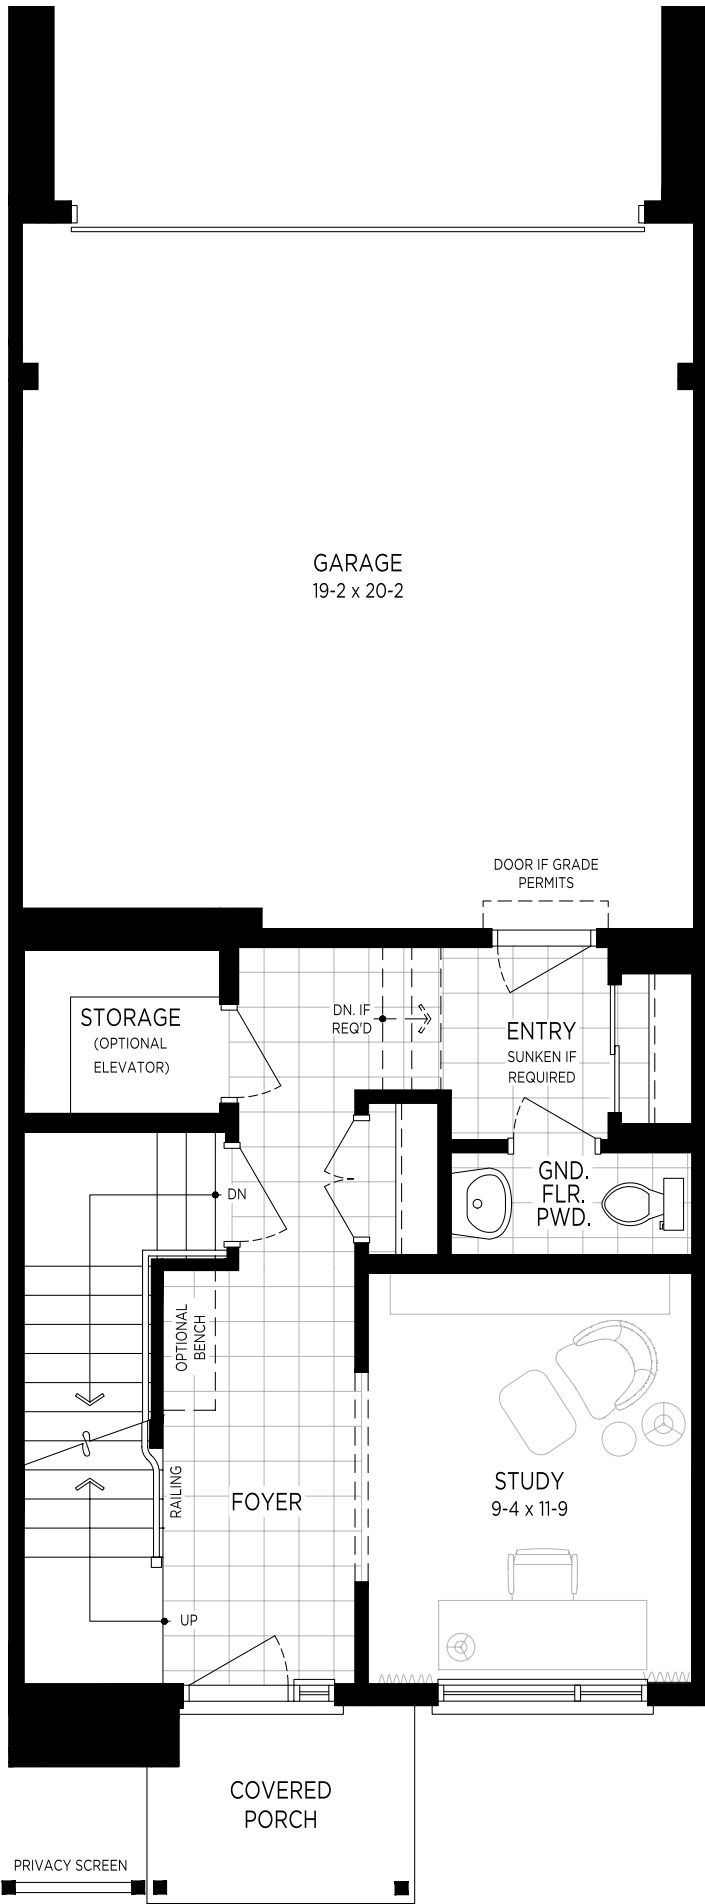 GARAGE
19-2 x 20-2
DOOR IF GRADE
PERMITS
STORAGE
(OPTIONAL
ELEVATOR)
DN. IF
REQ'D
ENTRY
SUNKEN IF
REQUIRED
GND.
FLR.
PWD.
DN
OPTIONAL
BENCH
RAILING
FOYER
STUDY
9-4 x 11-9
UP
COVERED
PORCH
PRIVACY SCREEN